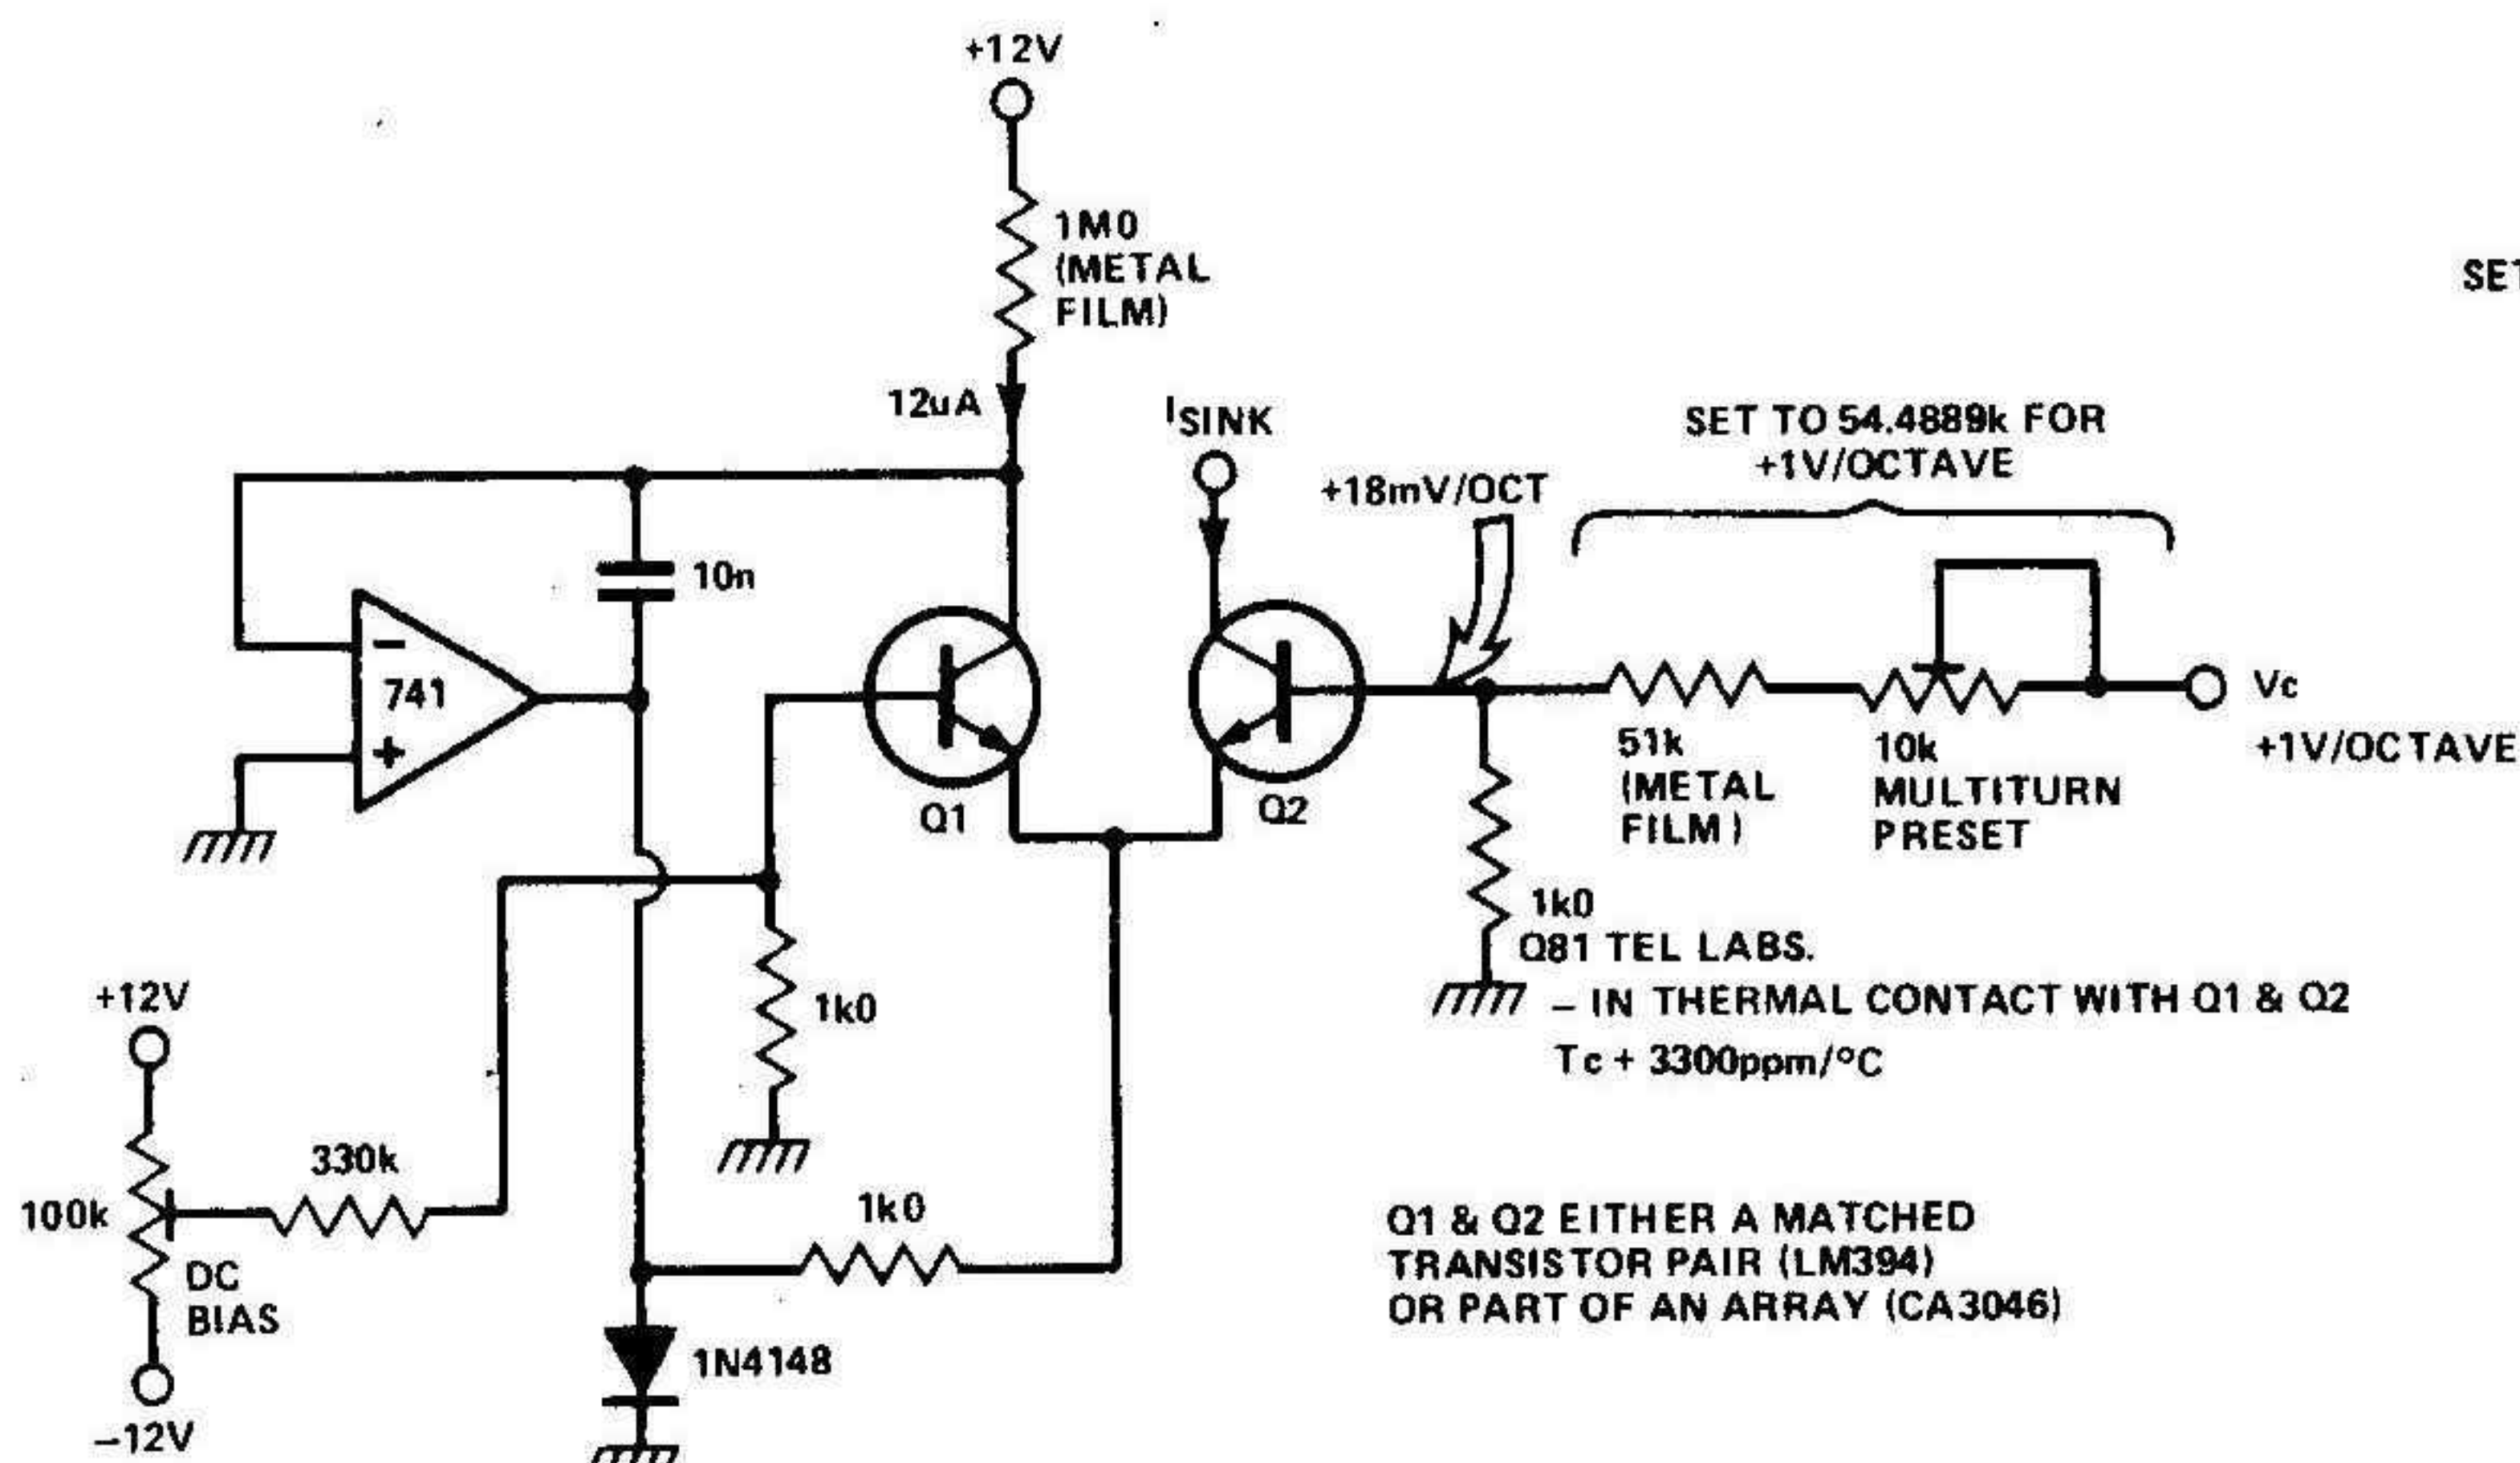 +12V
1M0
(METAL
FILM)
12uA
ISINK
+18mV/OCT
SET TO 54.4889k FOR
+1V/OCTAVE
10n
−
741
+
Q1
Q2
51k
(METAL
FILM)
10k
MULTITURN
PRESET
Vc
+1V/OCTAVE
1k0
Q81 TEL LABS.
– IN THERMAL CONTACT WITH Q1 & Q2
Tc + 3300ppm/°C
1k0
+12V
330k
100k
DC
BIAS
−12V
1k0
1N4148
Q1 & Q2 EITHER A MATCHED
TRANSISTOR PAIR (LM394)
OR PART OF AN ARRAY (CA3046)